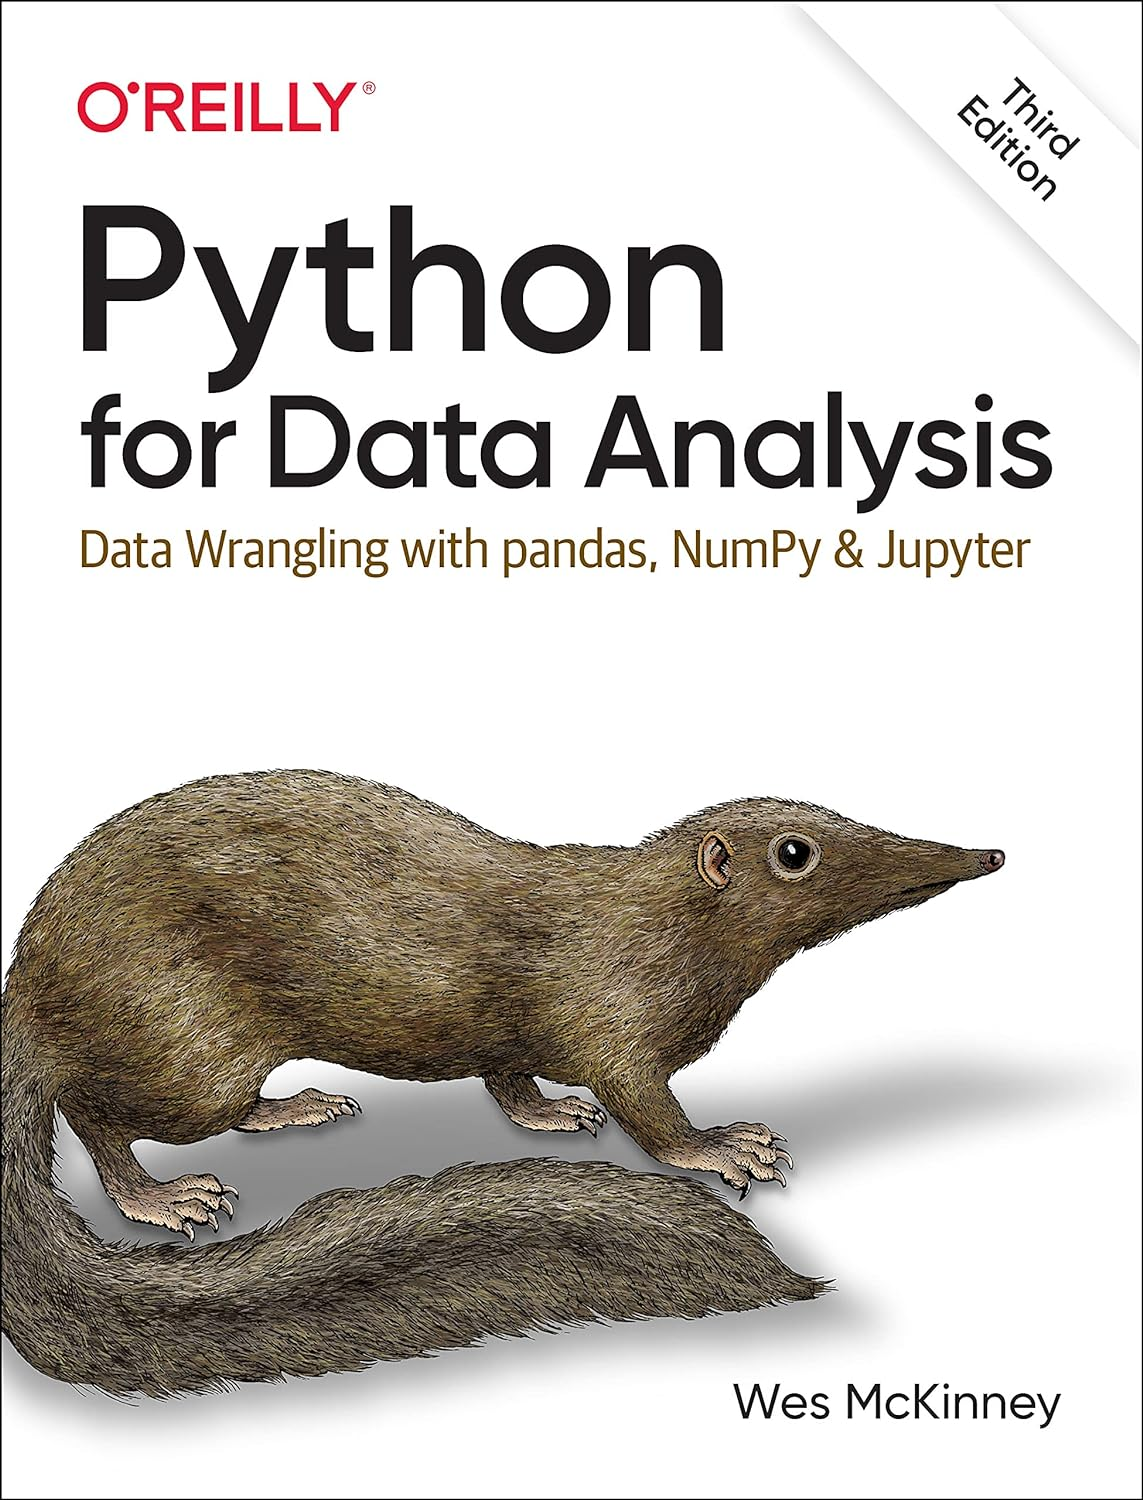 O'REILLY®
Third
Edition
Python
for Data Analysis
Data Wrangling with pandas, NumPy & Jupyter
Wes McKinney